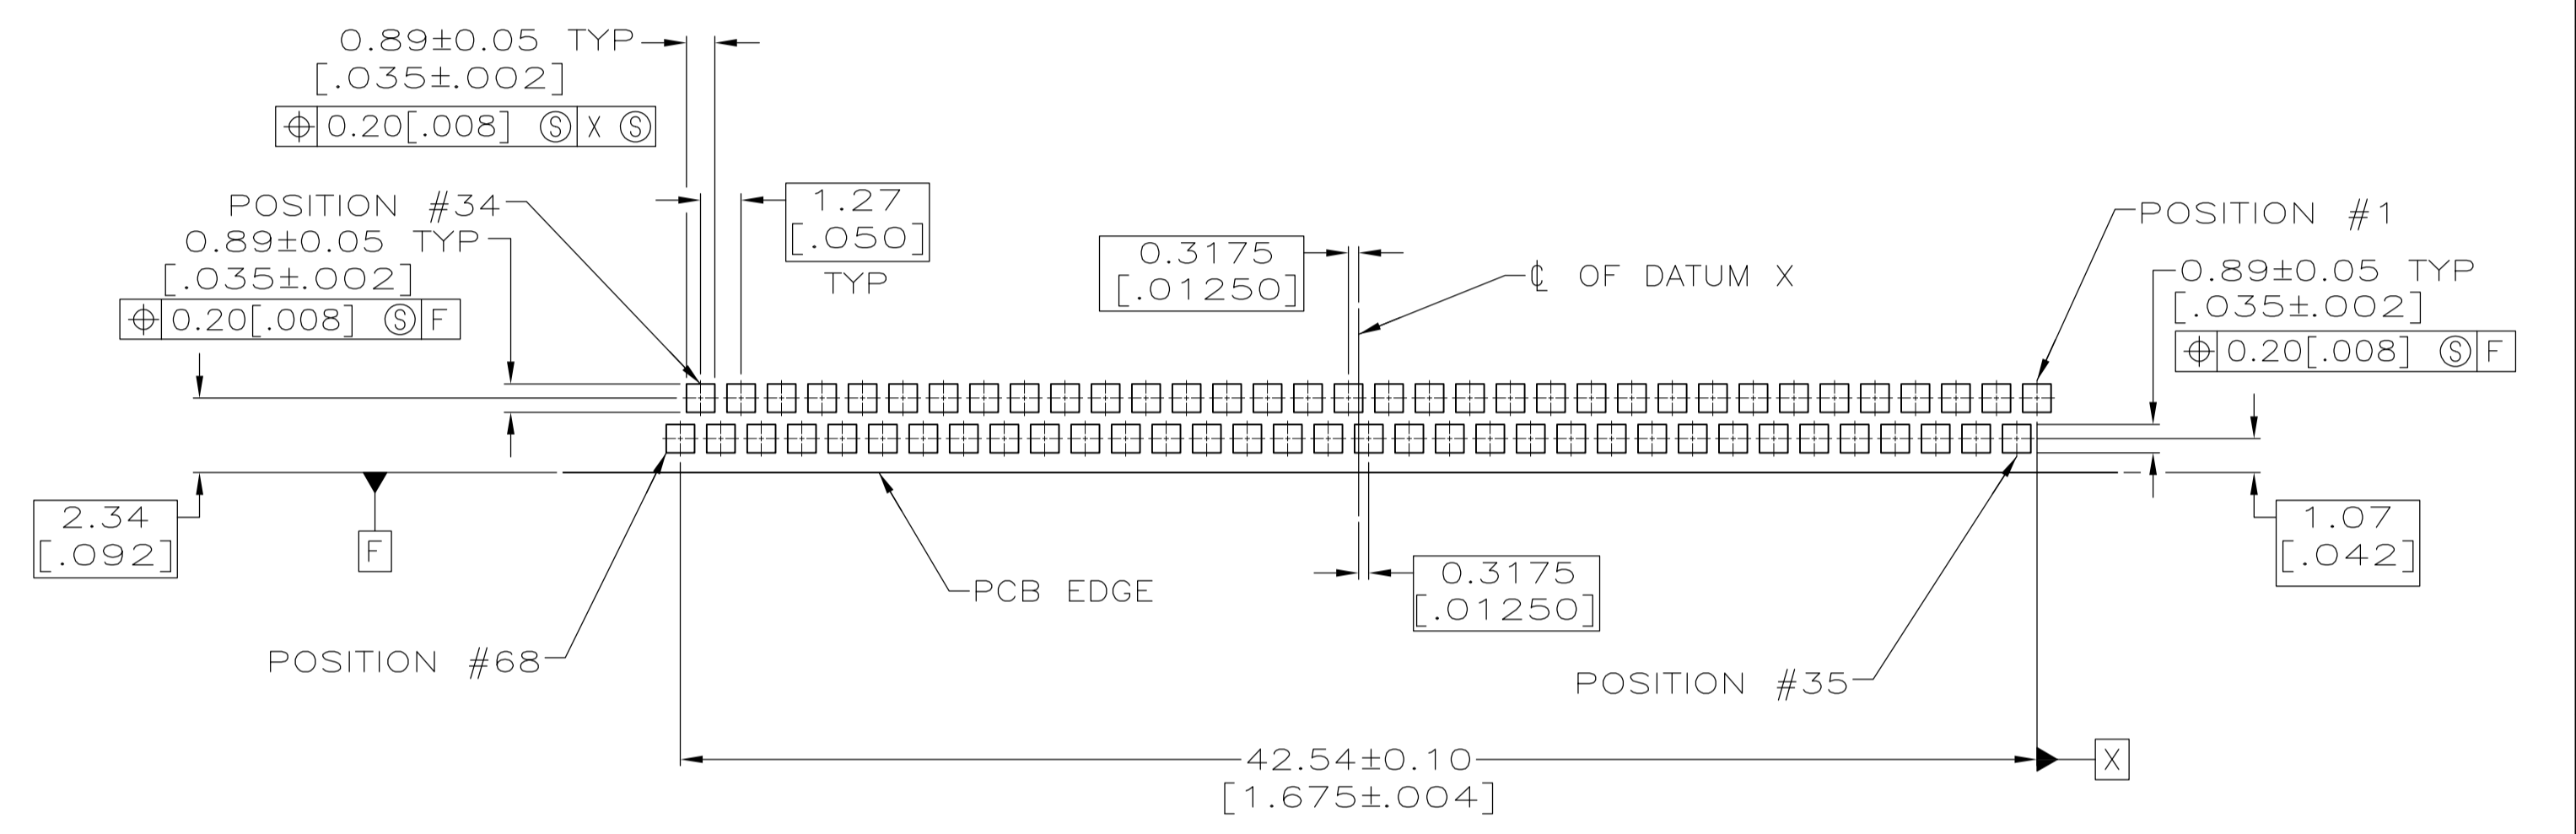 0.89±0.05 TYP
[.035±.002]
⌖ 0.20[.008] Ⓢ X Ⓢ
POSITION #34
1.27
[.050]
TYP
0.89±0.05 TYP
[.035±.002]
⌖ 0.20[.008] Ⓢ F
0.3175
[.01250]
℄ OF DATUM X
POSITION #1
0.89±0.05 TYP
[.035±.002]
⌖ 0.20[.008] Ⓢ F
2.34
[.092]
F
PCB EDGE
0.3175
[.01250]
1.07
[.042]
POSITION #68
POSITION #35
42.54±0.10
[1.675±.004]
X